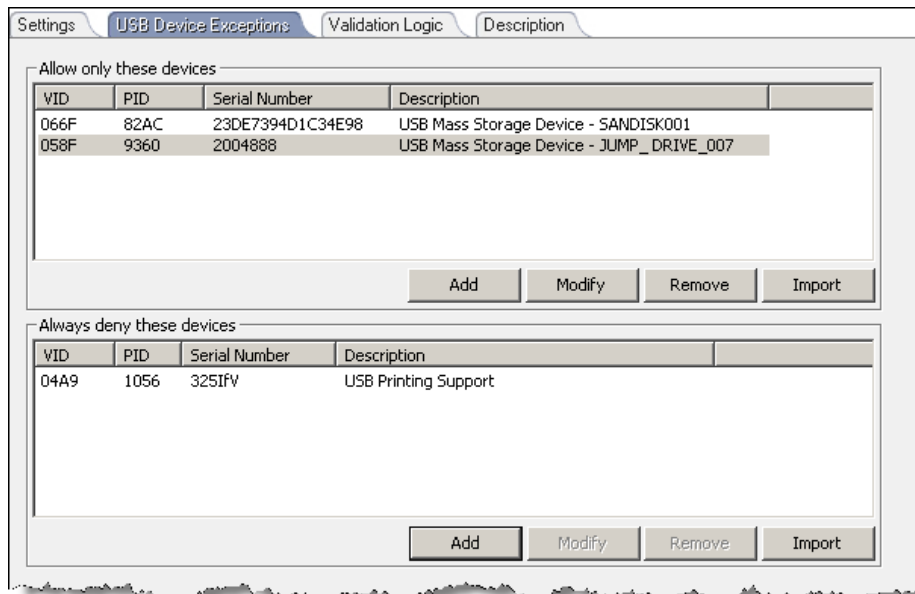 Settings USB Device Exceptions Validation Logic Description
Allow only these devices
VID PID Serial Number Description
066F 82AC 23DE7394D1C34E98 USB Mass Storage Device - SANDISK001
058F 9360 2004888 USB Mass Storage Device - JUMP_DRIVE_007
Add Modify Remove Import
Always deny these devices
VID PID Serial Number Description
04A9 1056 325IfV USB Printing Support
Add Modify Remove Import